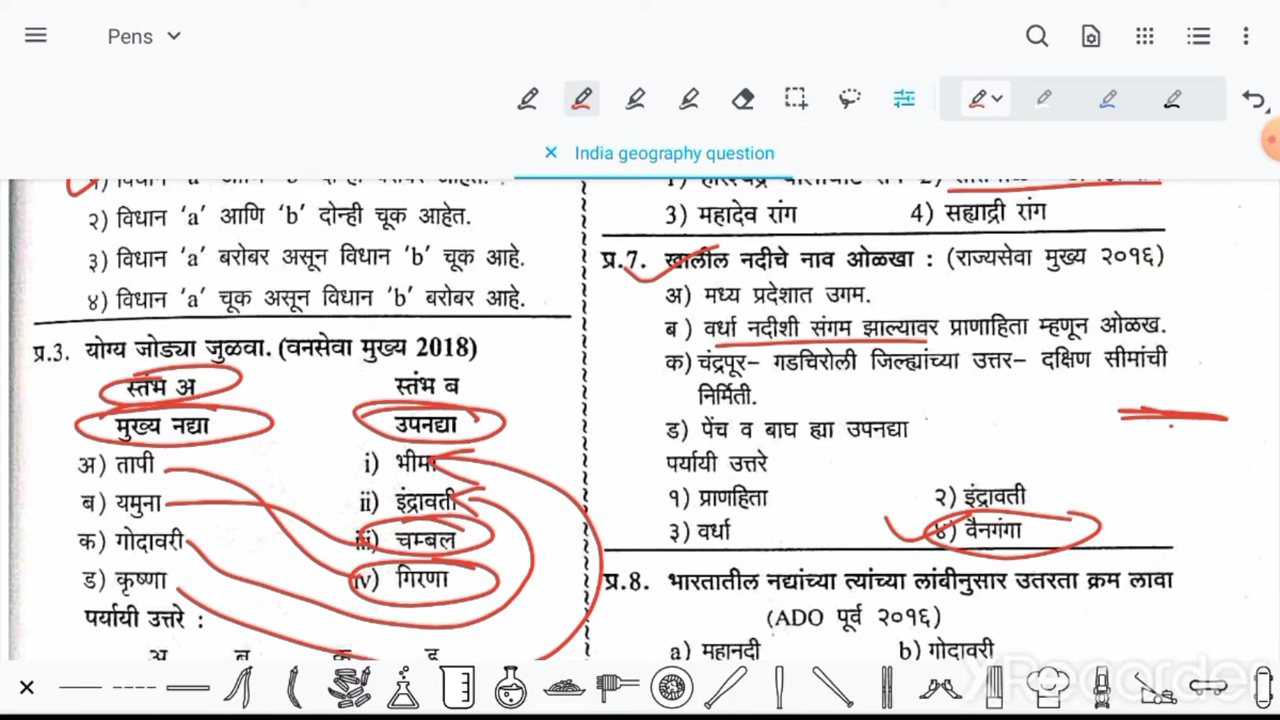 Pens
India geography question
२) विधान 'a' आणि 'b' दोन्ही चूक आहेत.
३) विधान 'a' बरोबर असून विधान 'b' चूक आहे.
४) विधान 'a' चूक असून विधान 'b' बरोबर आहे.
प्र.3. योग्य जोड्या जुळवा. (वनसेवा मुख्य 2018)
स्तंभ अ स्तंभ ब
मुख्य नद्या उपनद्या
अ) तापी i) भीमा
ब) यमुना ii) इंद्रावती
क) गोदावरी iii) चम्बल
ड) कृष्णा iv) गिरणा
पर्यायी उत्तरे :
अ ब क ड
3) महादेव रांग 4) सह्याद्री रांग
प्र.7. खालील नदीचे नाव ओळखा : (राज्यसेवा मुख्य २०१६)
अ) मध्य प्रदेशात उगम.
ब) वर्धा नदीशी संगम झाल्यावर प्राणाहिता म्हणून ओळख.
क) चंद्रपूर- गडचिरोली जिल्ह्यांच्या उत्तर- दक्षिण सीमांची
निर्मिती.
ड) पेंच व बाघ ह्या उपनद्या
पर्यायी उत्तरे
१) प्राणहिता २) इंद्रावती
३) वर्धा ४) वैनगंगा
प्र.8. भारतातील नद्यांच्या त्यांच्या लांबीनुसार उतरता क्रम लावा
(ADO पूर्व २०१६)
a) महानदी b) गोदावरी
XRecorder